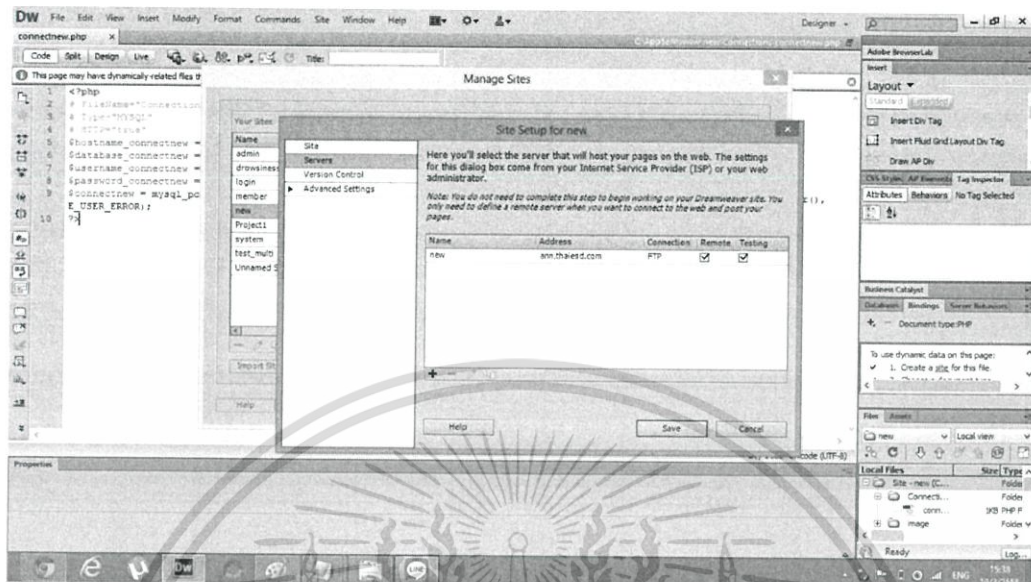 DW File Edit View Insert Modify Format Commands Site Window Help
Designer
connectnew.php ×
Code Split Design Live Title:
This page may have dynamically-related files th
Manage Sites
1 <?php
2 # FileName="Connection
3 # Type="MYSQL"
4 # HTTP="true"
5 $hostname_connectnew =
6 $database_connectnew =
7 $username_connectnew =
8 $password_connectnew =
9 $connectnew = mysql_pc
E_USER_ERROR);
10 ?>
Your Sites
Name
admin
drowsiness
login
member
new
Project1
system
test_multi
Unnamed S
Import Sit
Help
Site Setup for new
Site
Servers
Version Control
Advanced Settings
Here you'll select the server that will host your pages on the web. The settings
for this dialog box come from your Internet Service Provider (ISP) or your web
administrator.
Note: You do not need to complete this step to begin working on your Dreamweaver site. You
only need to define a remote server when you want to connect to the web and post your
pages.
Name Address Connection Remote Testing
new ann.thaiesd.com FTP
Help Save Cancel
code (UTF-8)
Properties
Adobe BrowserLab
Insert
Layout
Standard Expanded
Insert Div Tag
Insert Fluid Grid Layout Div Tag
Draw AP Div
CSS Styles AP Elements Tag Inspector
Attributes Behaviors No Tag Selected
Business Catalyst
Databases Bindings Server Behaviors
Document type:PHP
To use dynamic data on this page:
1. Create a site for this file.
Files Assets
new Local view
Local Files Size Type
Site - new (C... Folder
Connecti... Folder
conn... 1KB PHP F
image Folder
Ready Log...
ENG 15:38